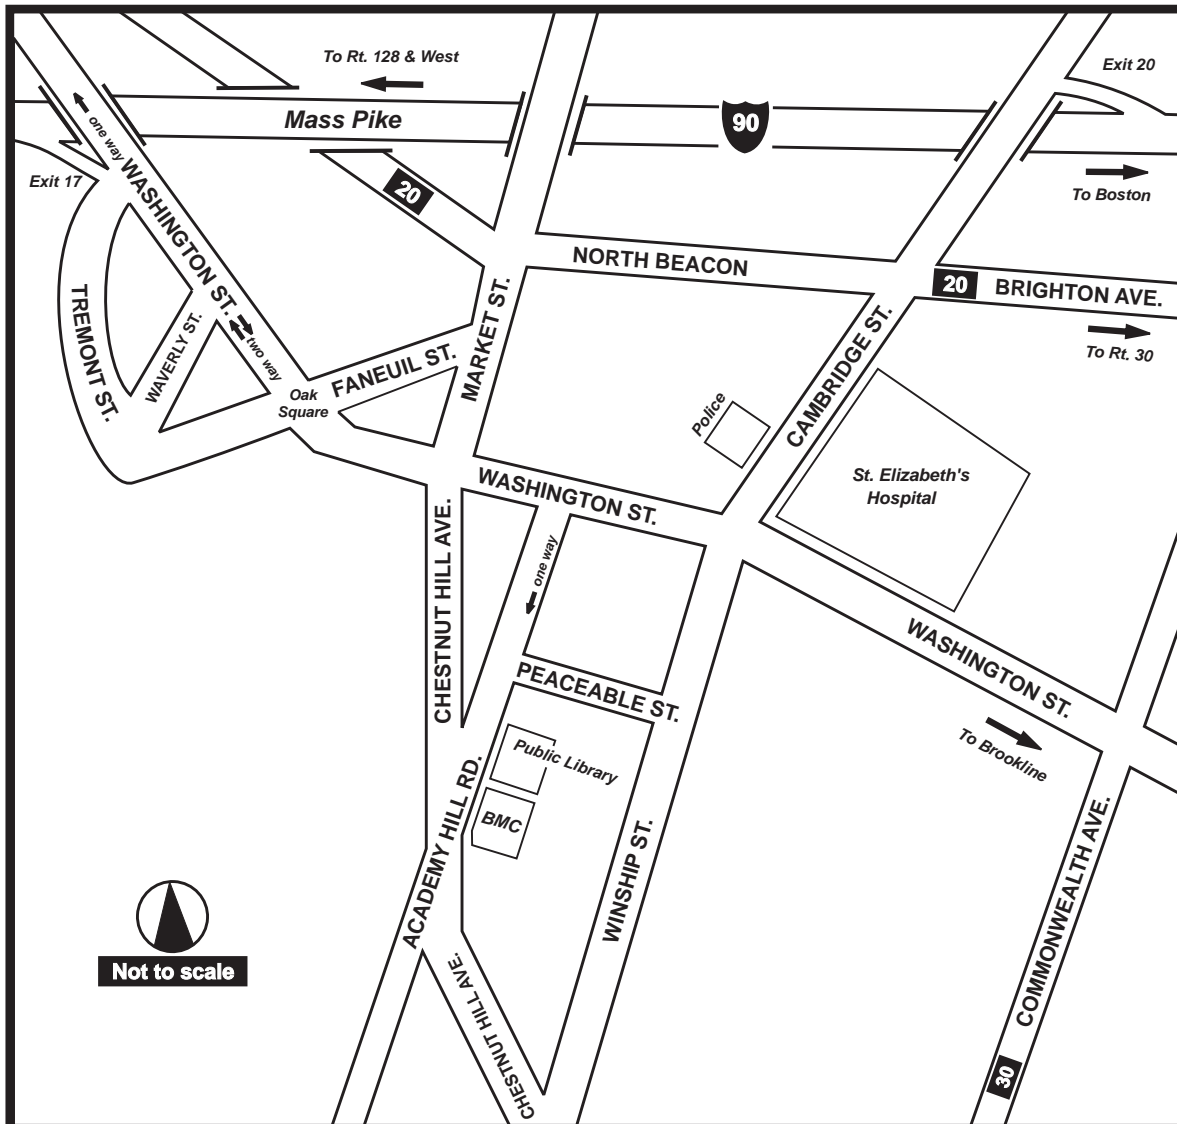 To Rt. 128 & West
Exit 20
Mass Pike
90
one way
Exit 17
20
To Boston
WASHINGTON ST.
NORTH BEACON
20
BRIGHTON AVE.
TREMONT ST.
WAVERLY ST.
two way
MARKET ST.
CAMBRIDGE ST.
To Rt. 30
FANEUIL ST.
Oak
Square
Police
St. Elizabeth's
Hospital
WASHINGTON ST.
CHESTNUT HILL AVE.
one way
WASHINGTON ST.
PEACEABLE ST.
To Brookline
Public Library
BMC
ACADEMY HILL RD.
WINSHIP ST.
COMMONWEALTH AVE.
Not to scale
CHESTNUT HILL AVE.
30